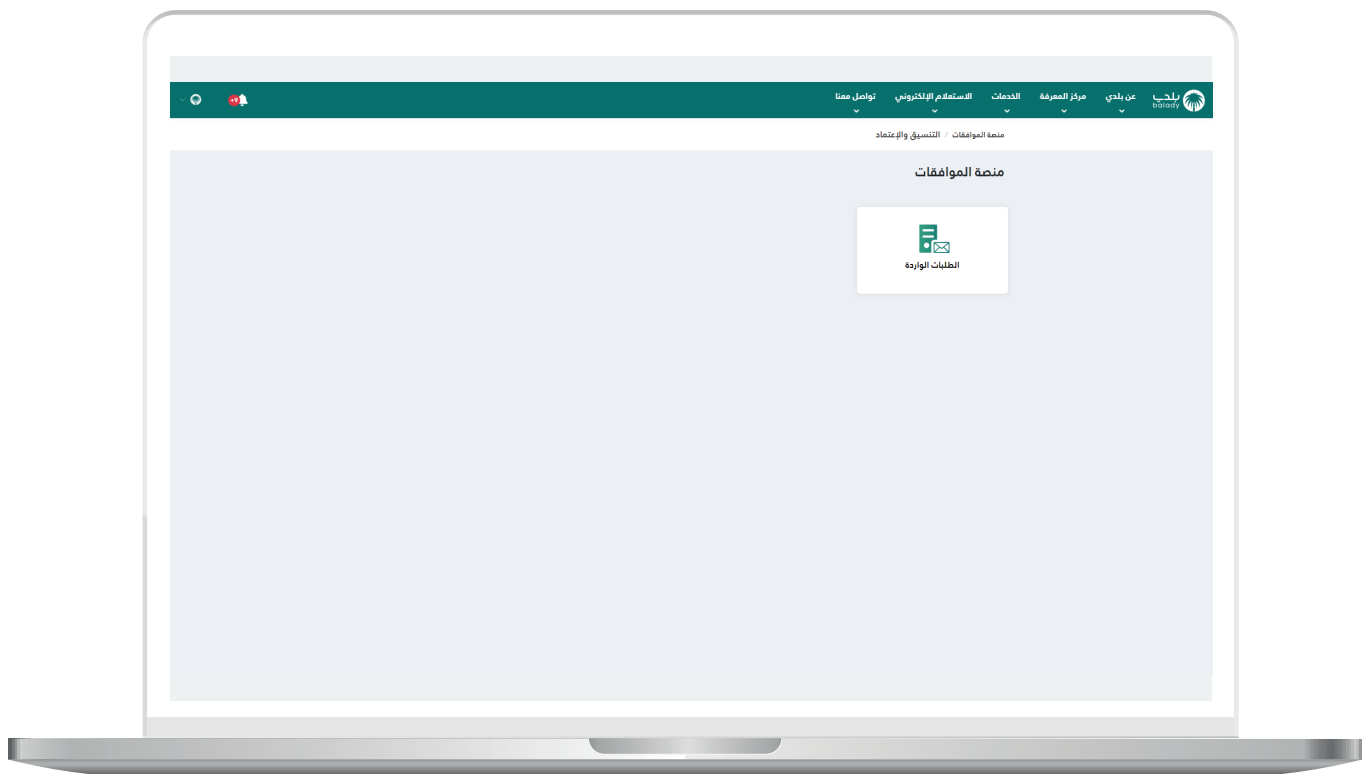 بلدي
balady
عن بلدي
مركز المعرفة
الخدمات
الاستعلام الإلكتروني
تواصل معنا
+9
منصة الموافقات / التنسيق والإعتماد
منصة الموافقات
الطلبات الواردة